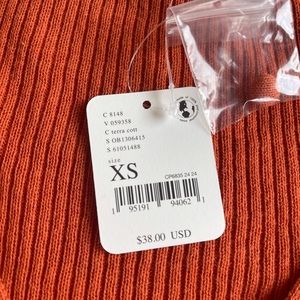 C 8148
V 059358
C terra cott
S OB1306415
S 61051488
size
XS
CP6835 24 24
1 95191 94062 1
$38.00 USD